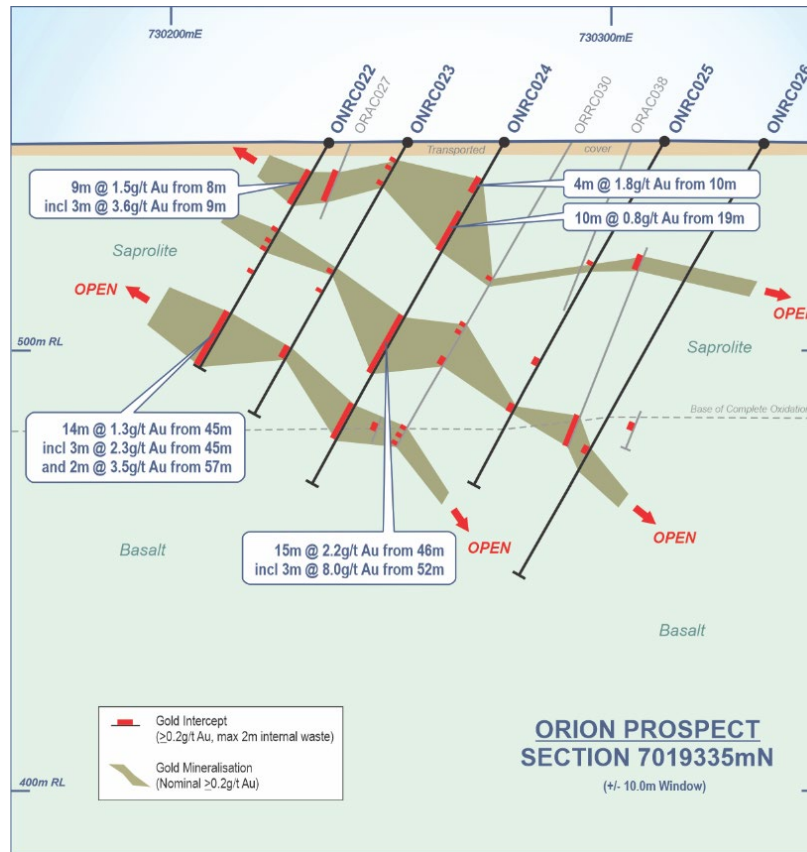 730200mE
730300mE
ONRC022
ORAC027
ONRC023
ONRC024
ORRC030
ORAC038
ONRC025
ONRC026
Transported cover
9m @ 1.5g/t Au from 8m
incl 3m @ 3.6g/t Au from 9m
4m @ 1.8g/t Au from 10m
10m @ 0.8g/t Au from 19m
Saprolite
OPEN
OPEN
500m RL
Saprolite
Base of Complete Oxidation
14m @ 1.3g/t Au from 45m
incl 3m @ 2.3g/t Au from 45m
and 2m @ 3.5g/t Au from 57m
15m @ 2.2g/t Au from 46m
incl 3m @ 8.0g/t Au from 52m
OPEN
OPEN
Basalt
Basalt
Gold Intercept
(≥0.2g/t Au, max 2m internal waste)
Gold Mineralisation
(Nominal ≥0.2g/t Au)
ORION PROSPECT
SECTION 7019335mN
(+/- 10.0m Window)
400m RL